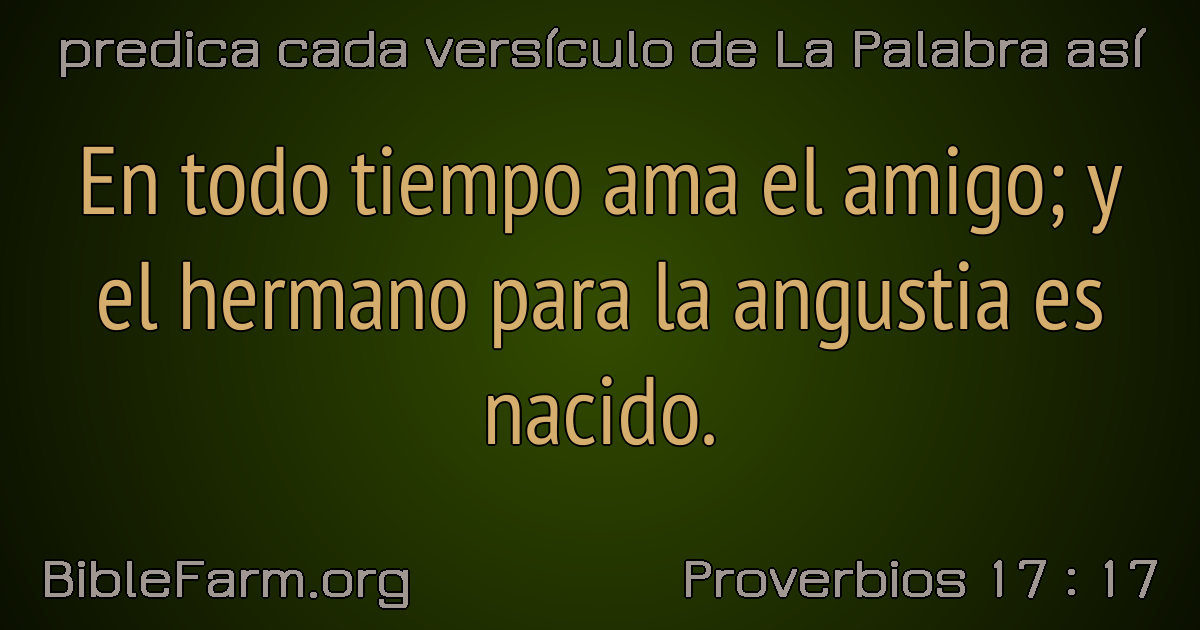 predica cada versículo de La Palabra así
En todo tiempo ama el amigo; y
el hermano para la angustia es
nacido.
BibleFarm.org
Proverbios 17 : 17